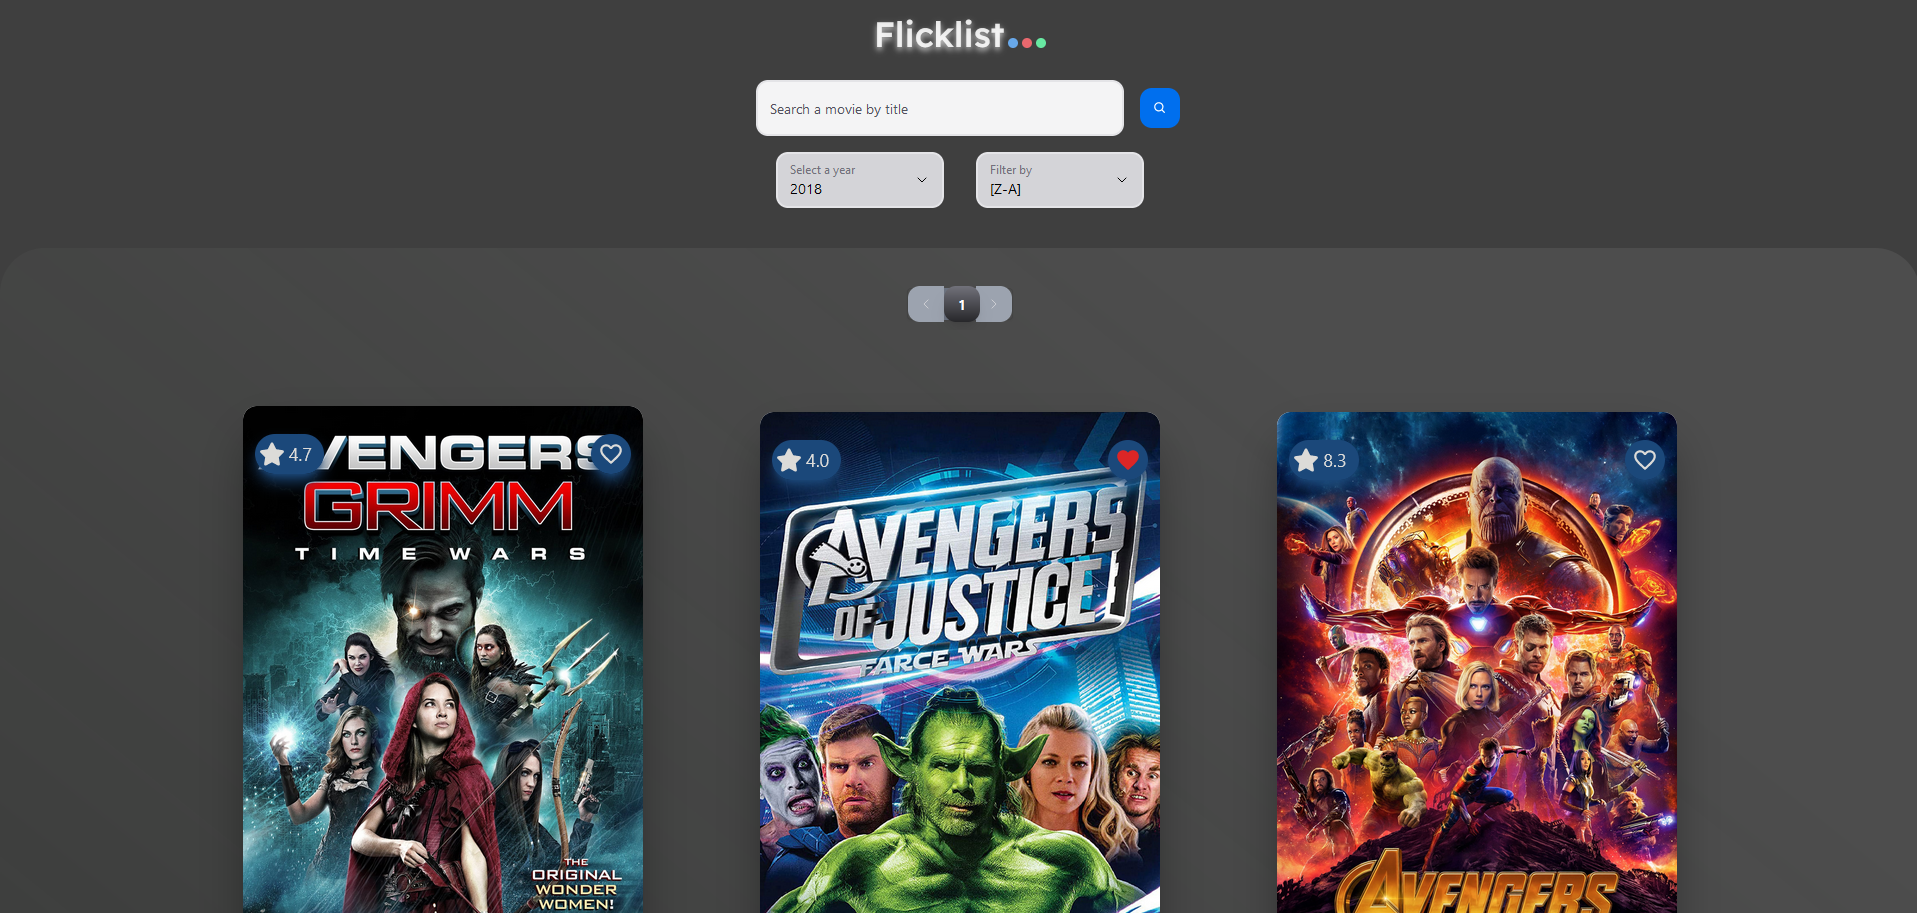 Flicklist
Search a movie by title
Select a year
2018
Filter by
[Z-A]
1
4.7
AVENGERS
GRIMM
TIME WARS
THE
ORIGINAL
WONDER
WOMEN!
4.0
AVENGERS
OF JUSTICE
FARCE WARS
8.3
AVENGERS